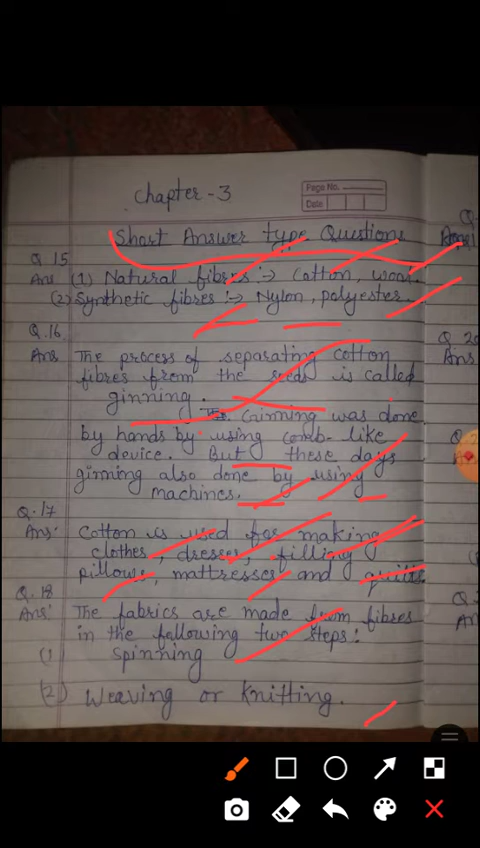 Chapter - 3
Page No.
Date
Short Answer type Questions
Q.15
Ans (1) Natural fibres :→ Cotton, wool.
(2) Synthetic fibres :→ Nylon, polyester.
Q.16
Ans The process of separating cotton
fibres from the seeds is called
ginning.
Ginning was done
by hands by using comb-like
device. But these days
ginning also done by using
machines.
Q.17
Ans: Cotton is used for making
clothes, dresses, filling
pillows, mattresses and quilts
Q.18
Ans: The fabrics are made from fibres
in the following two steps:
(1) Spinning
(2) Weaving or Knitting.